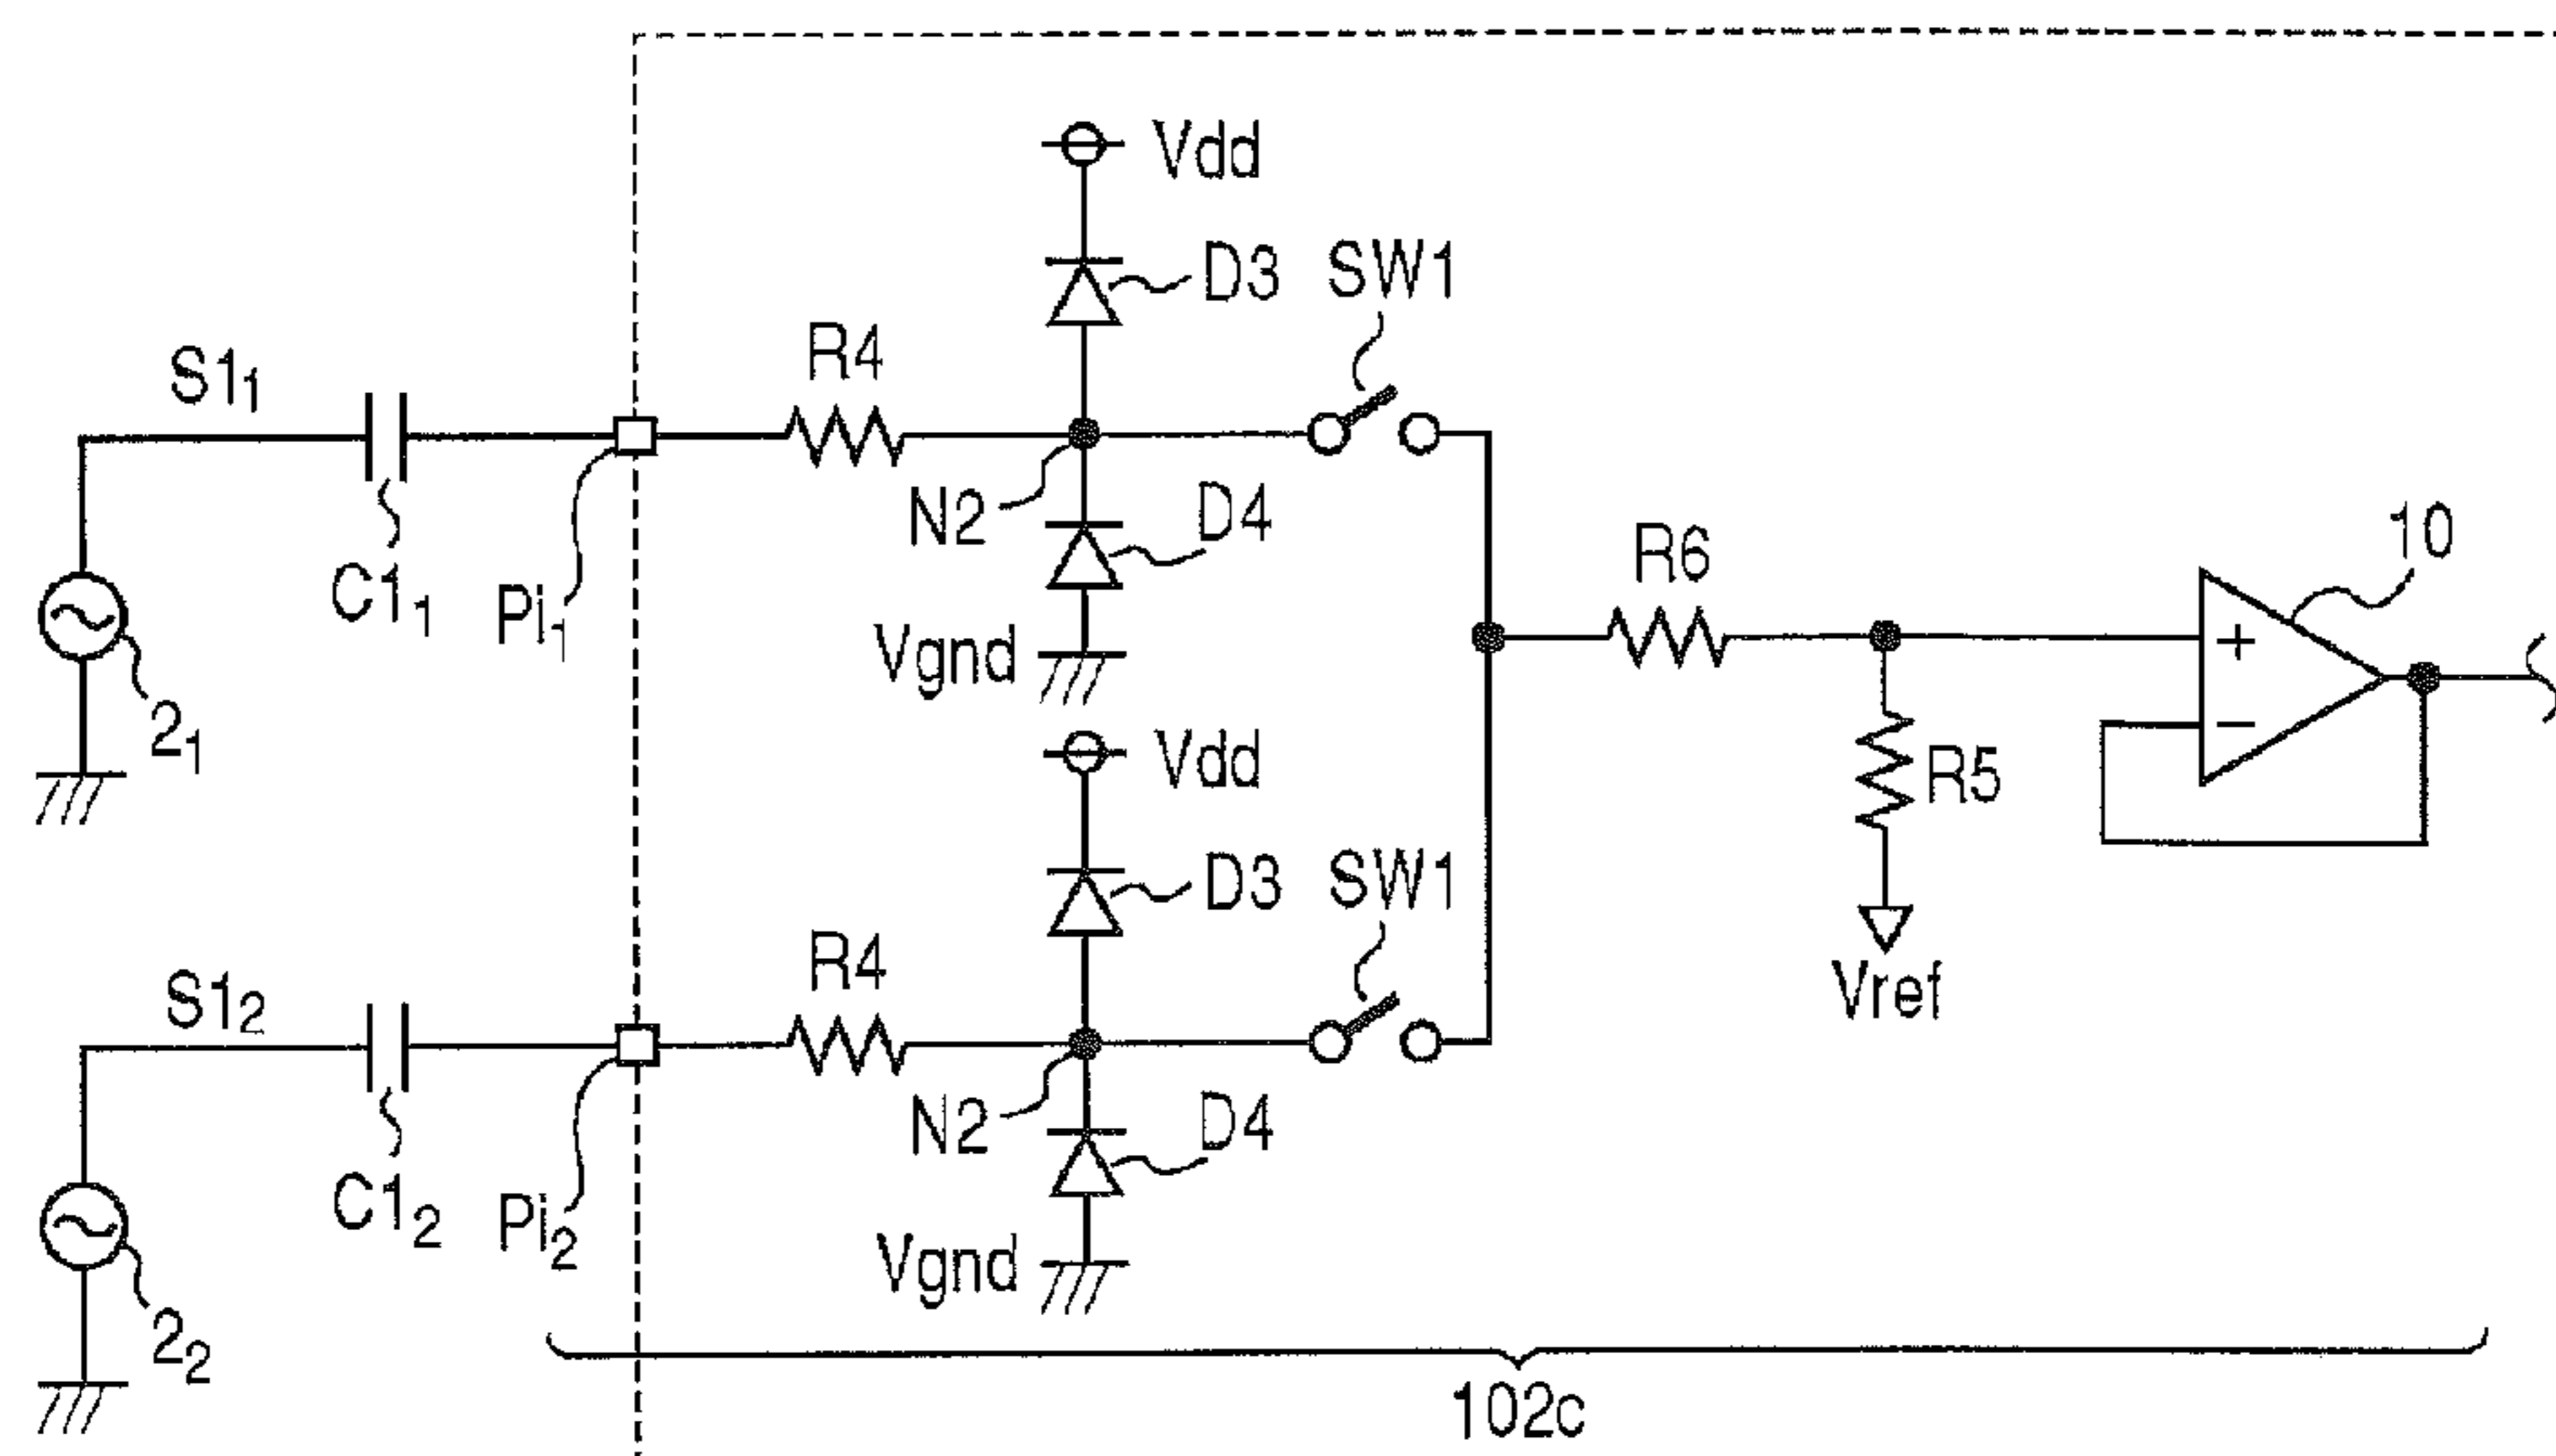 Vdd
D3
SW1
R4
S1₁
N2
D4
C1₁
Pi₁
R6
10
+
Vgnd
2₁
−
Vdd
R5
D3
SW1
R4
S1₂
Vref
N2
D4
C1₂
Pi₂
Vgnd
2₂
102c